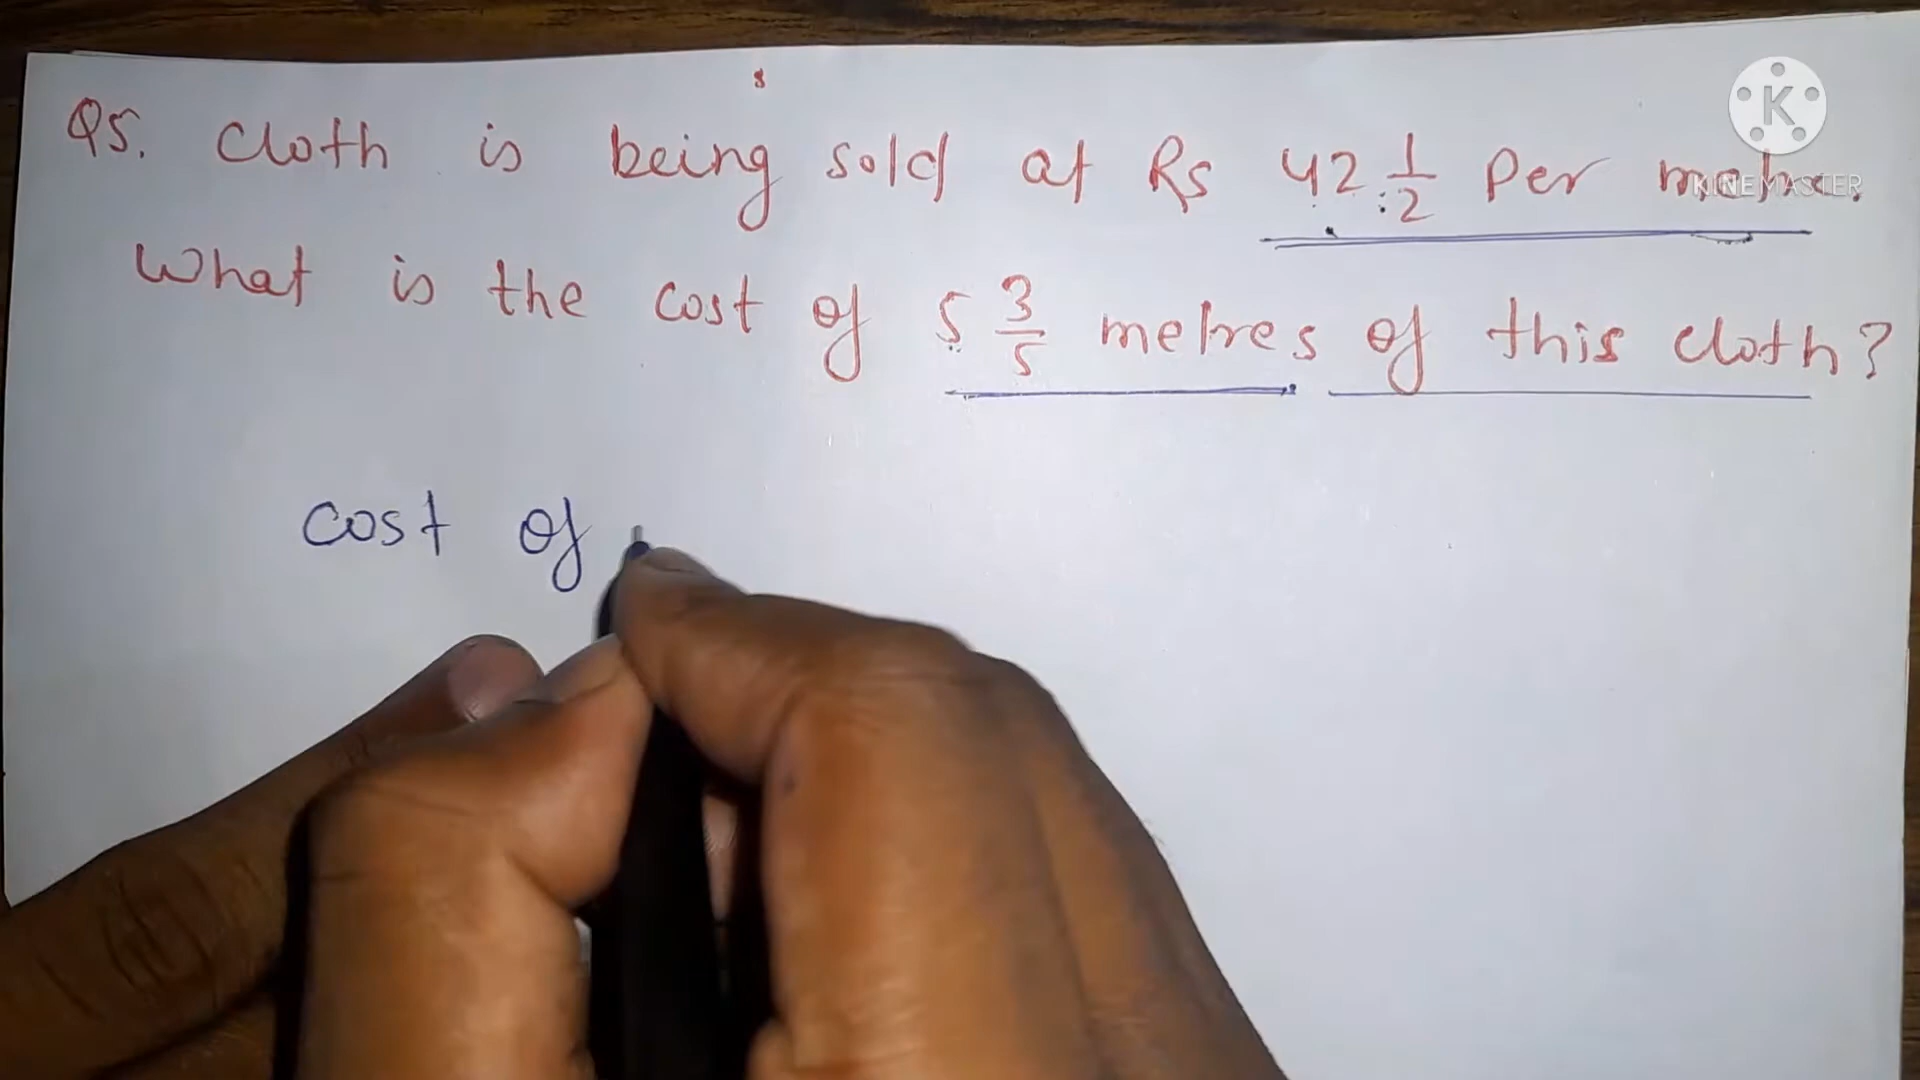 Q5. Cloth is being sold at Rs 42 1/2 Per metre.
What is the cost of 5 3/5 metres of this cloth?
cost of
K
KINEMASTER